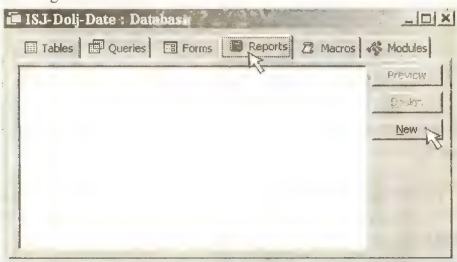 ISJ-Dolj-Date : Database
Tables Queries Forms Reports Macros Modules
Preview
Design
New